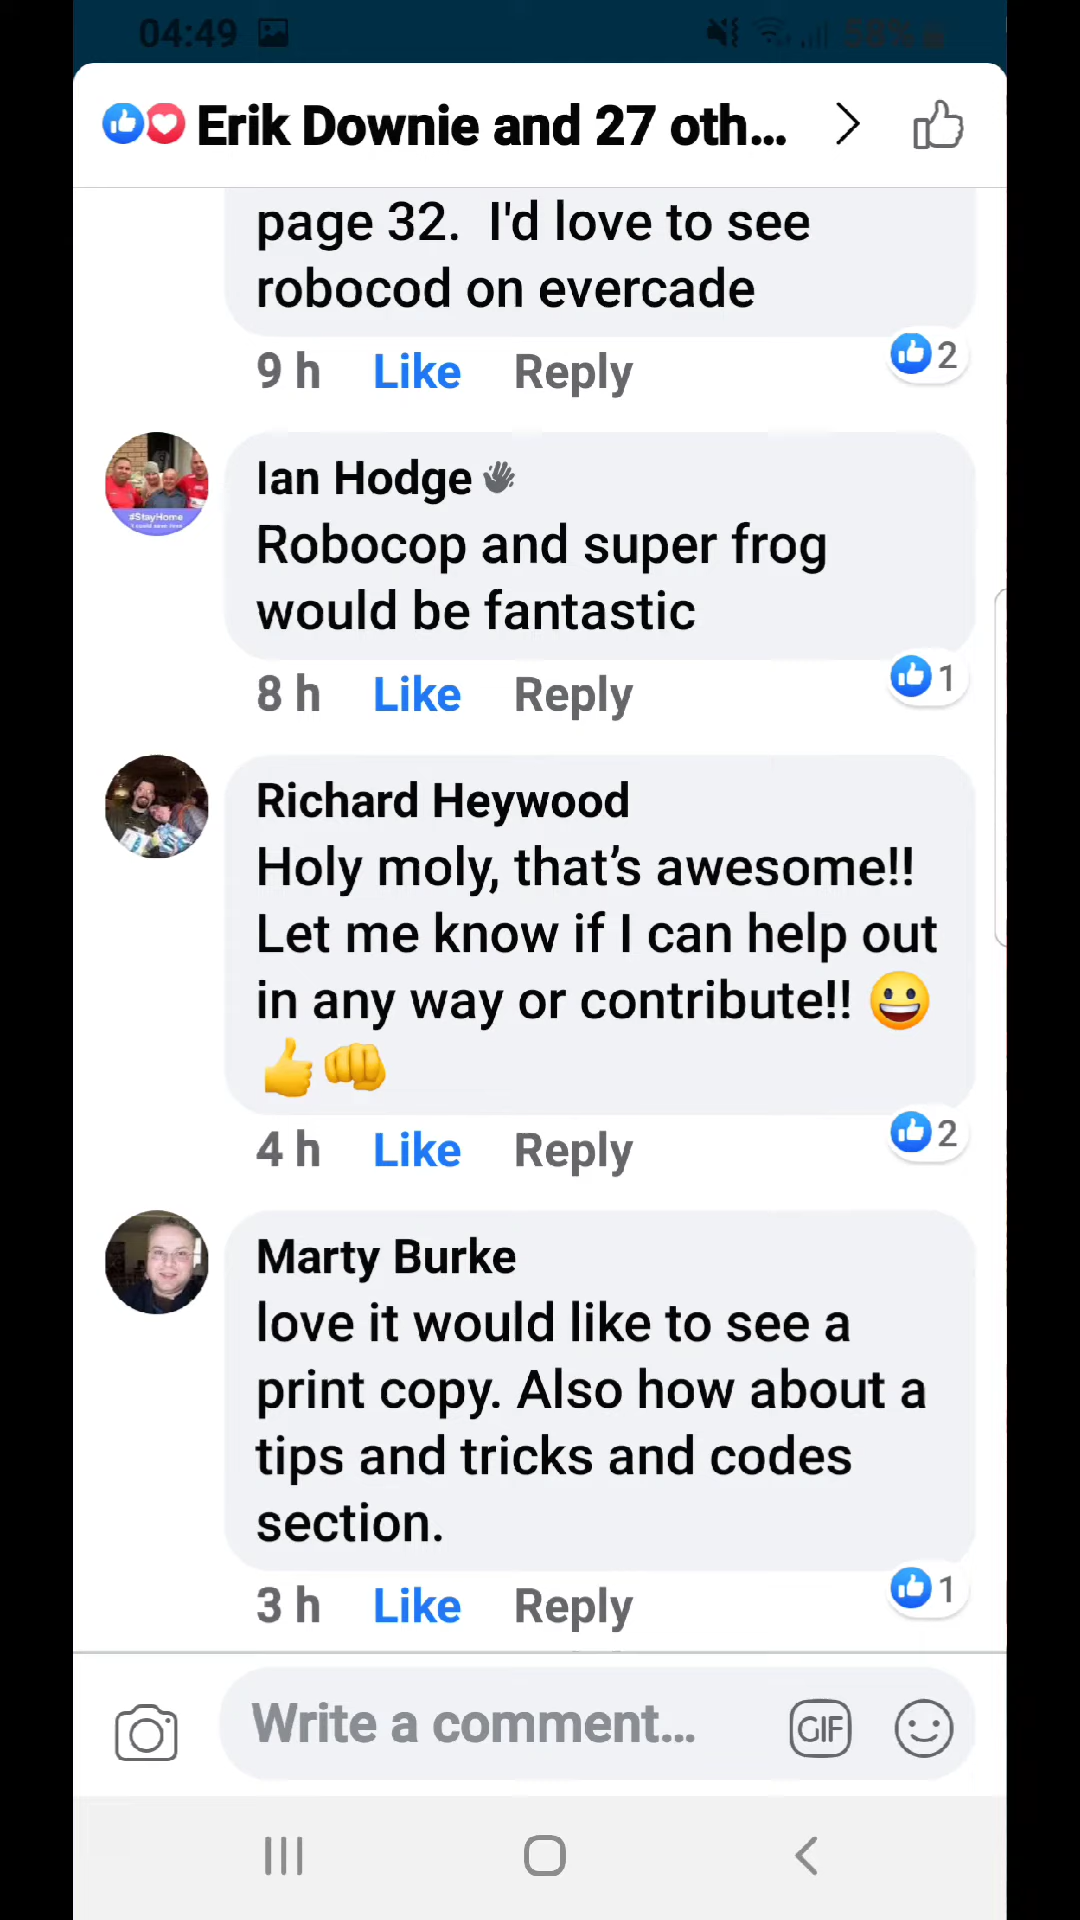 04:49
58%
Erik Downie and 27 oth...
page 32. I'd love to see
robocod on evercade
9 h Like Reply 2
Ian Hodge
Robocop and super frog
would be fantastic
8 h Like Reply 1
#StayHome
Richard Heywood
Holy moly, that's awesome!!
Let me know if I can help out
in any way or contribute!! 😀
👍👊
4 h Like Reply 2
Marty Burke
love it would like to see a
print copy. Also how about a
tips and tricks and codes
section.
3 h Like Reply 1
Write a comment...
GIF